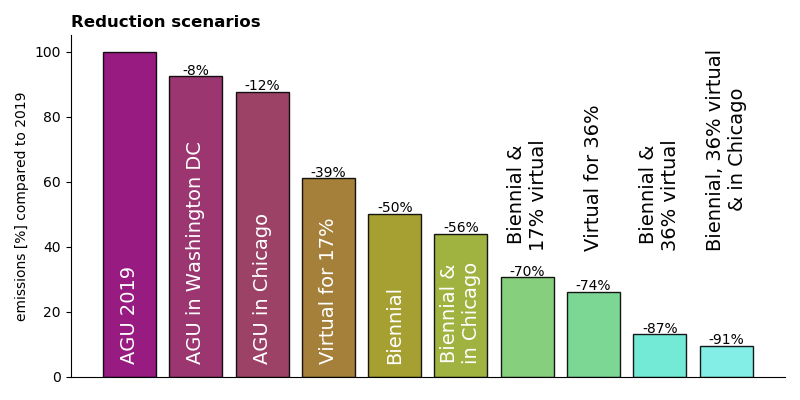 Reduction scenarios
emissions [%] compared to 2019
100
80
60
40
20
0
AGU 2019
-8%
AGU in Washington DC
-12%
AGU in Chicago
-39%
Virtual for 17%
-50%
Biennial
-56%
Biennial &
in Chicago
Biennial &
17% virtual
-70%
Virtual for 36%
-74%
Biennial &
36% virtual
-87%
Biennial, 36% virtual
& in Chicago
-91%